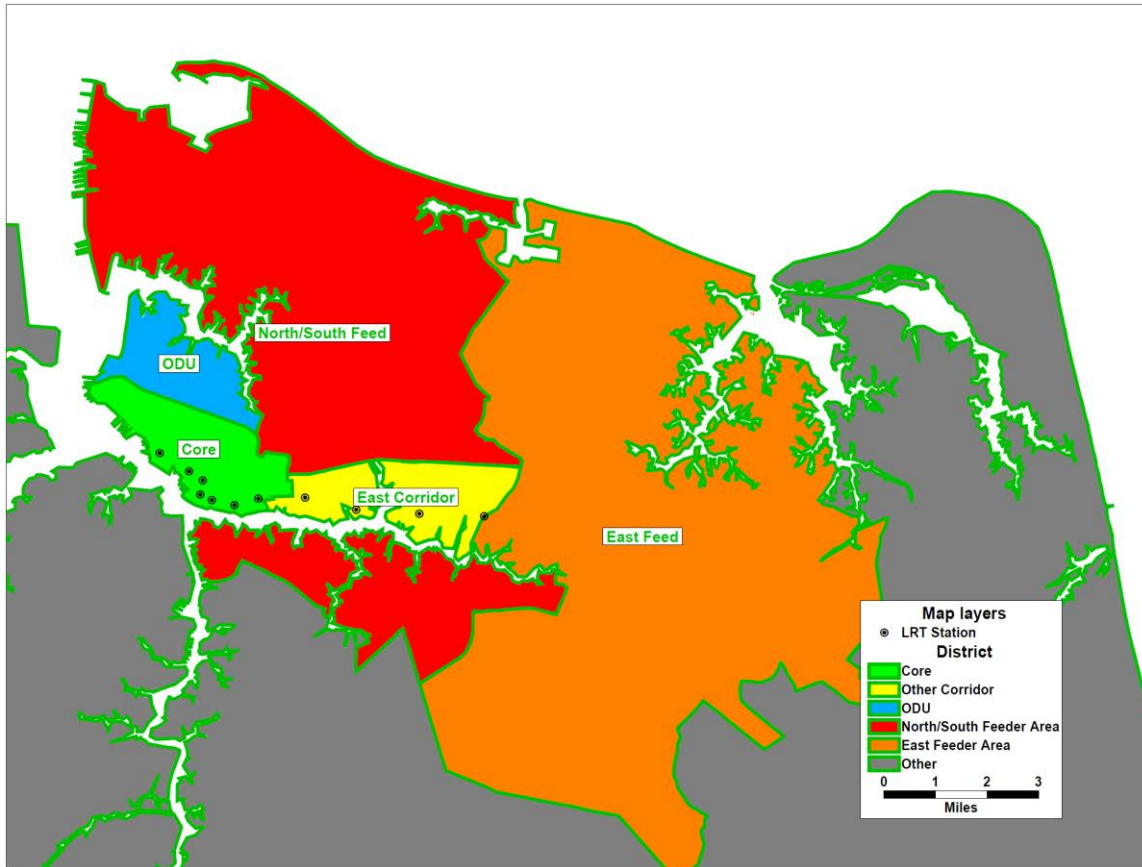 North/South Feed
ODU
Core
East Corridor
East Feed
Map layers
LRT Station
District
Core
Other Corridor
ODU
North/South Feeder Area
East Feeder Area
Other
0 1 2 3
Miles